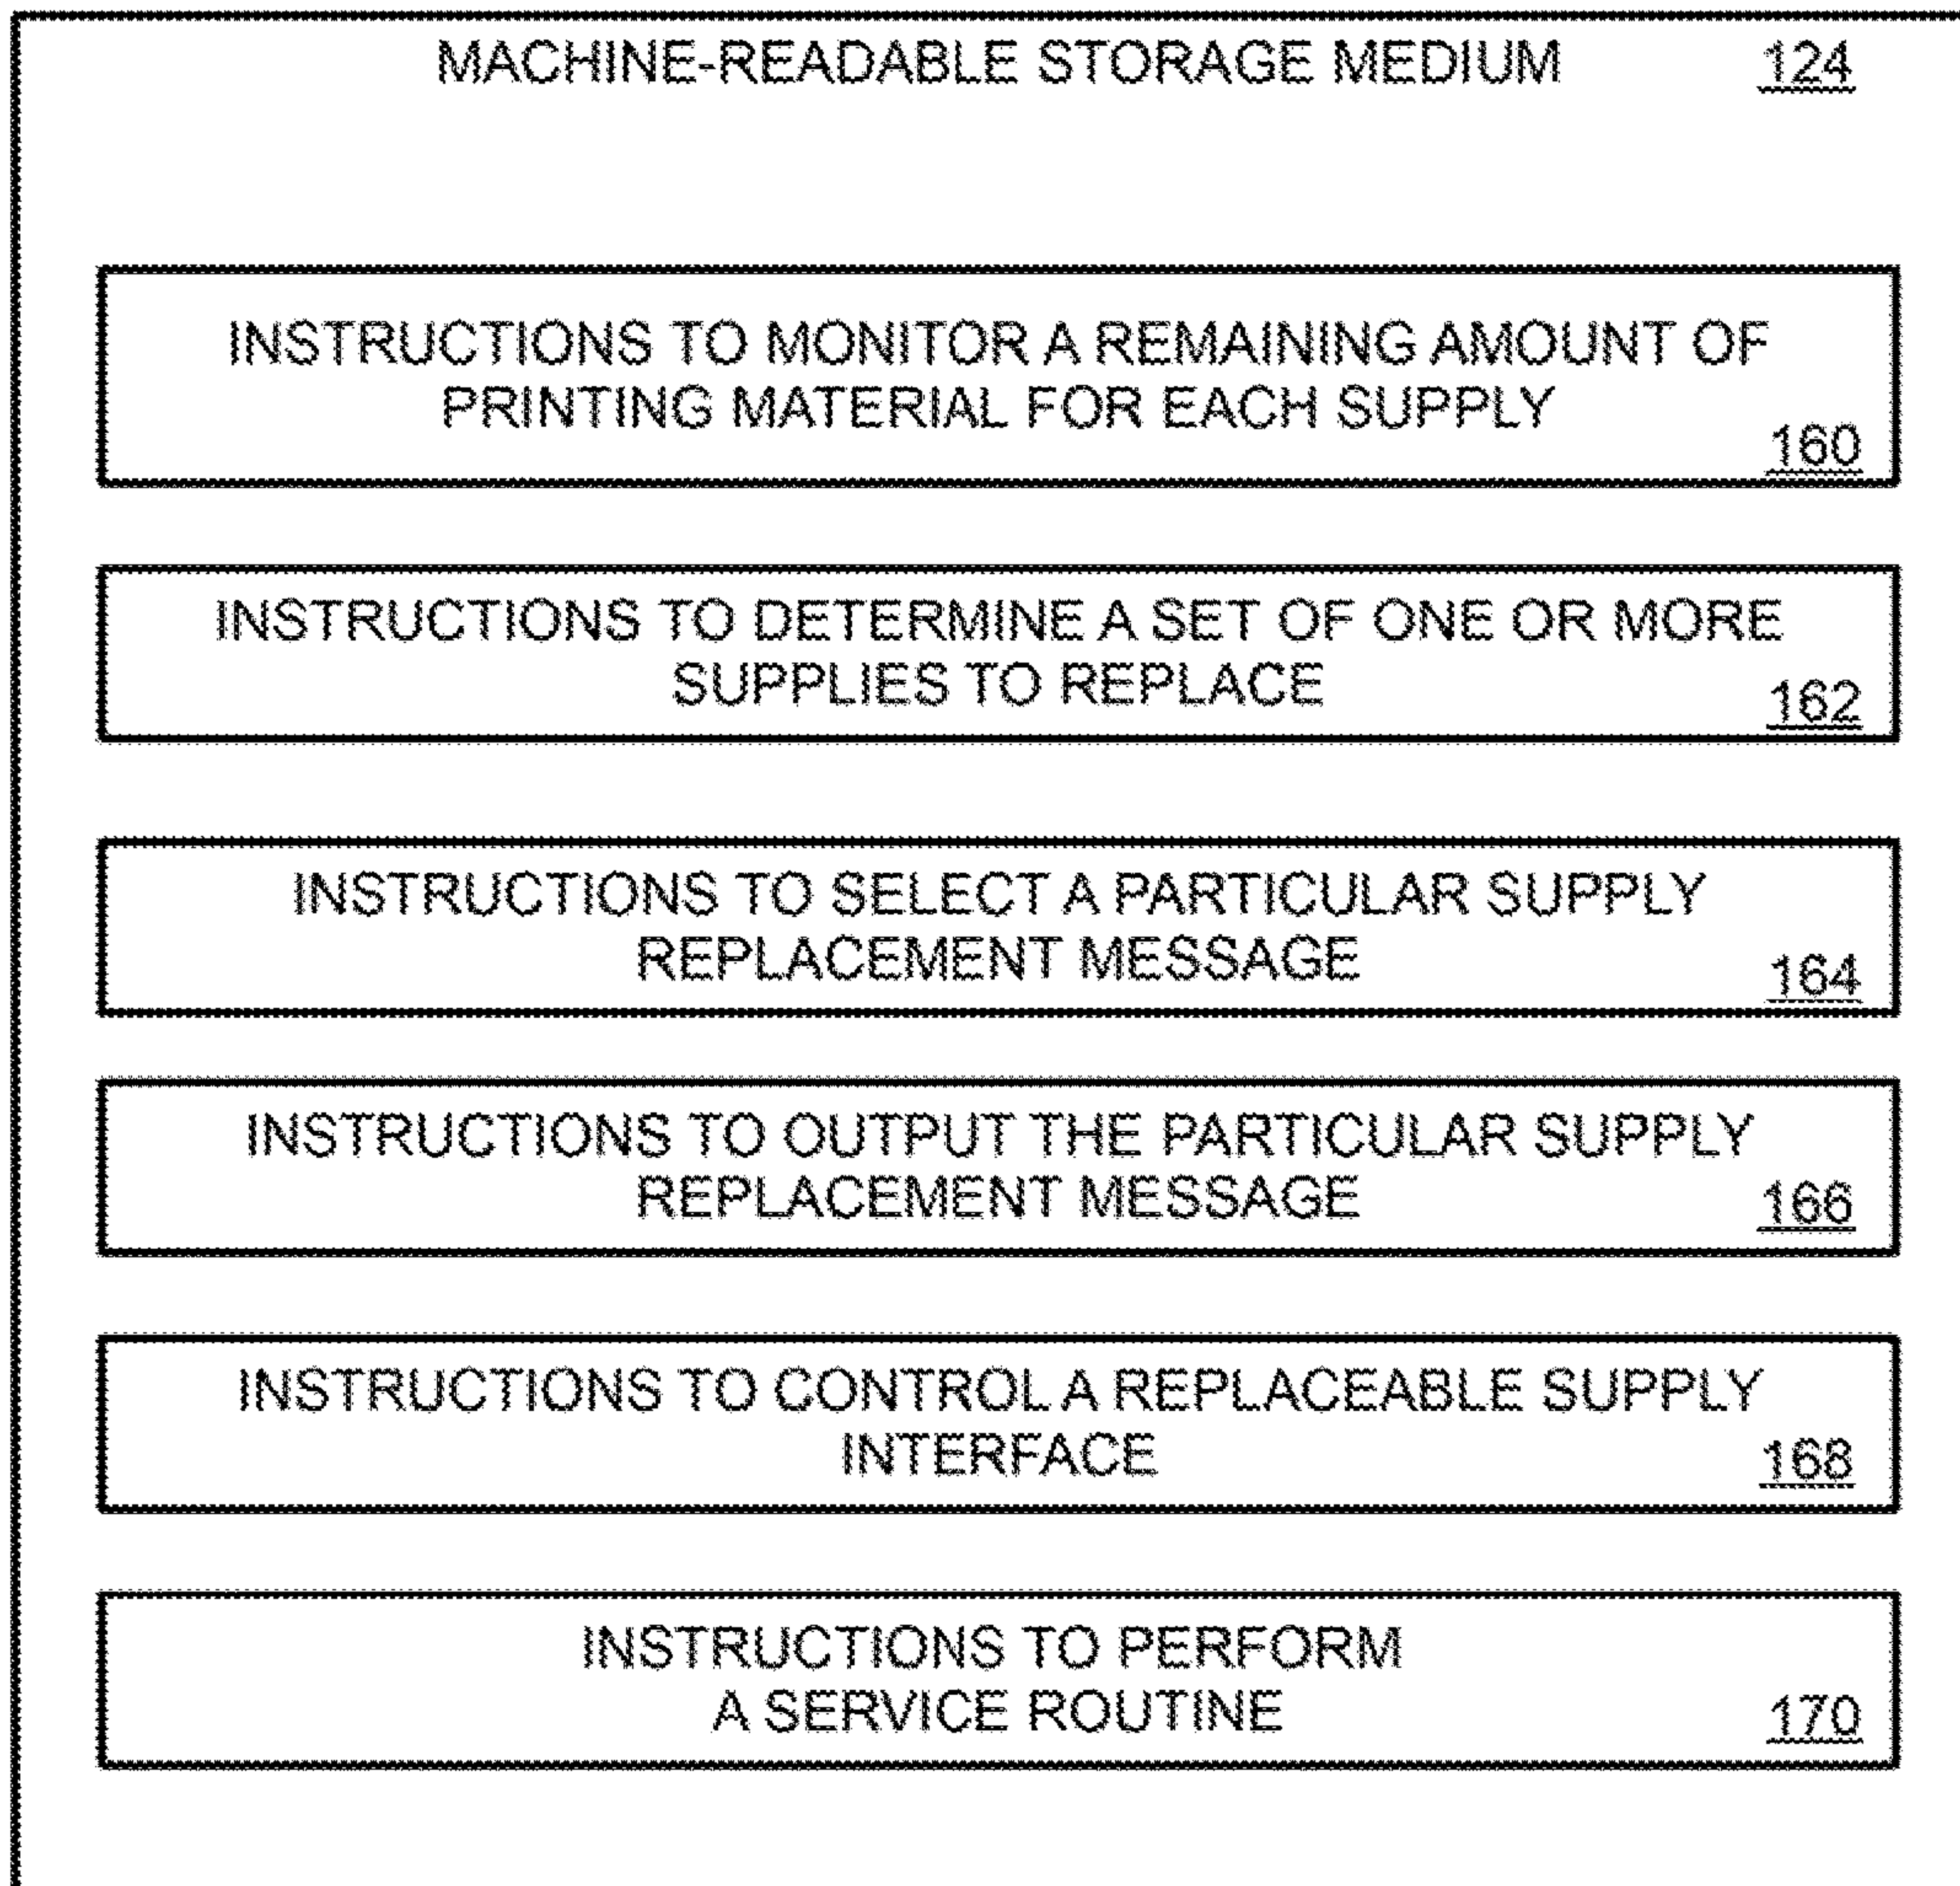 MACHINE-READABLE STORAGE MEDIUM 124
INSTRUCTIONS TO MONITOR A REMAINING AMOUNT OF
PRINTING MATERIAL FOR EACH SUPPLY
160
INSTRUCTIONS TO DETERMINE A SET OF ONE OR MORE
SUPPLIES TO REPLACE
162
INSTRUCTIONS TO SELECT A PARTICULAR SUPPLY
REPLACEMENT MESSAGE
164
INSTRUCTIONS TO OUTPUT THE PARTICULAR SUPPLY
REPLACEMENT MESSAGE
166
INSTRUCTIONS TO CONTROL A REPLACEABLE SUPPLY
INTERFACE
168
INSTRUCTIONS TO PERFORM
A SERVICE ROUTINE
170